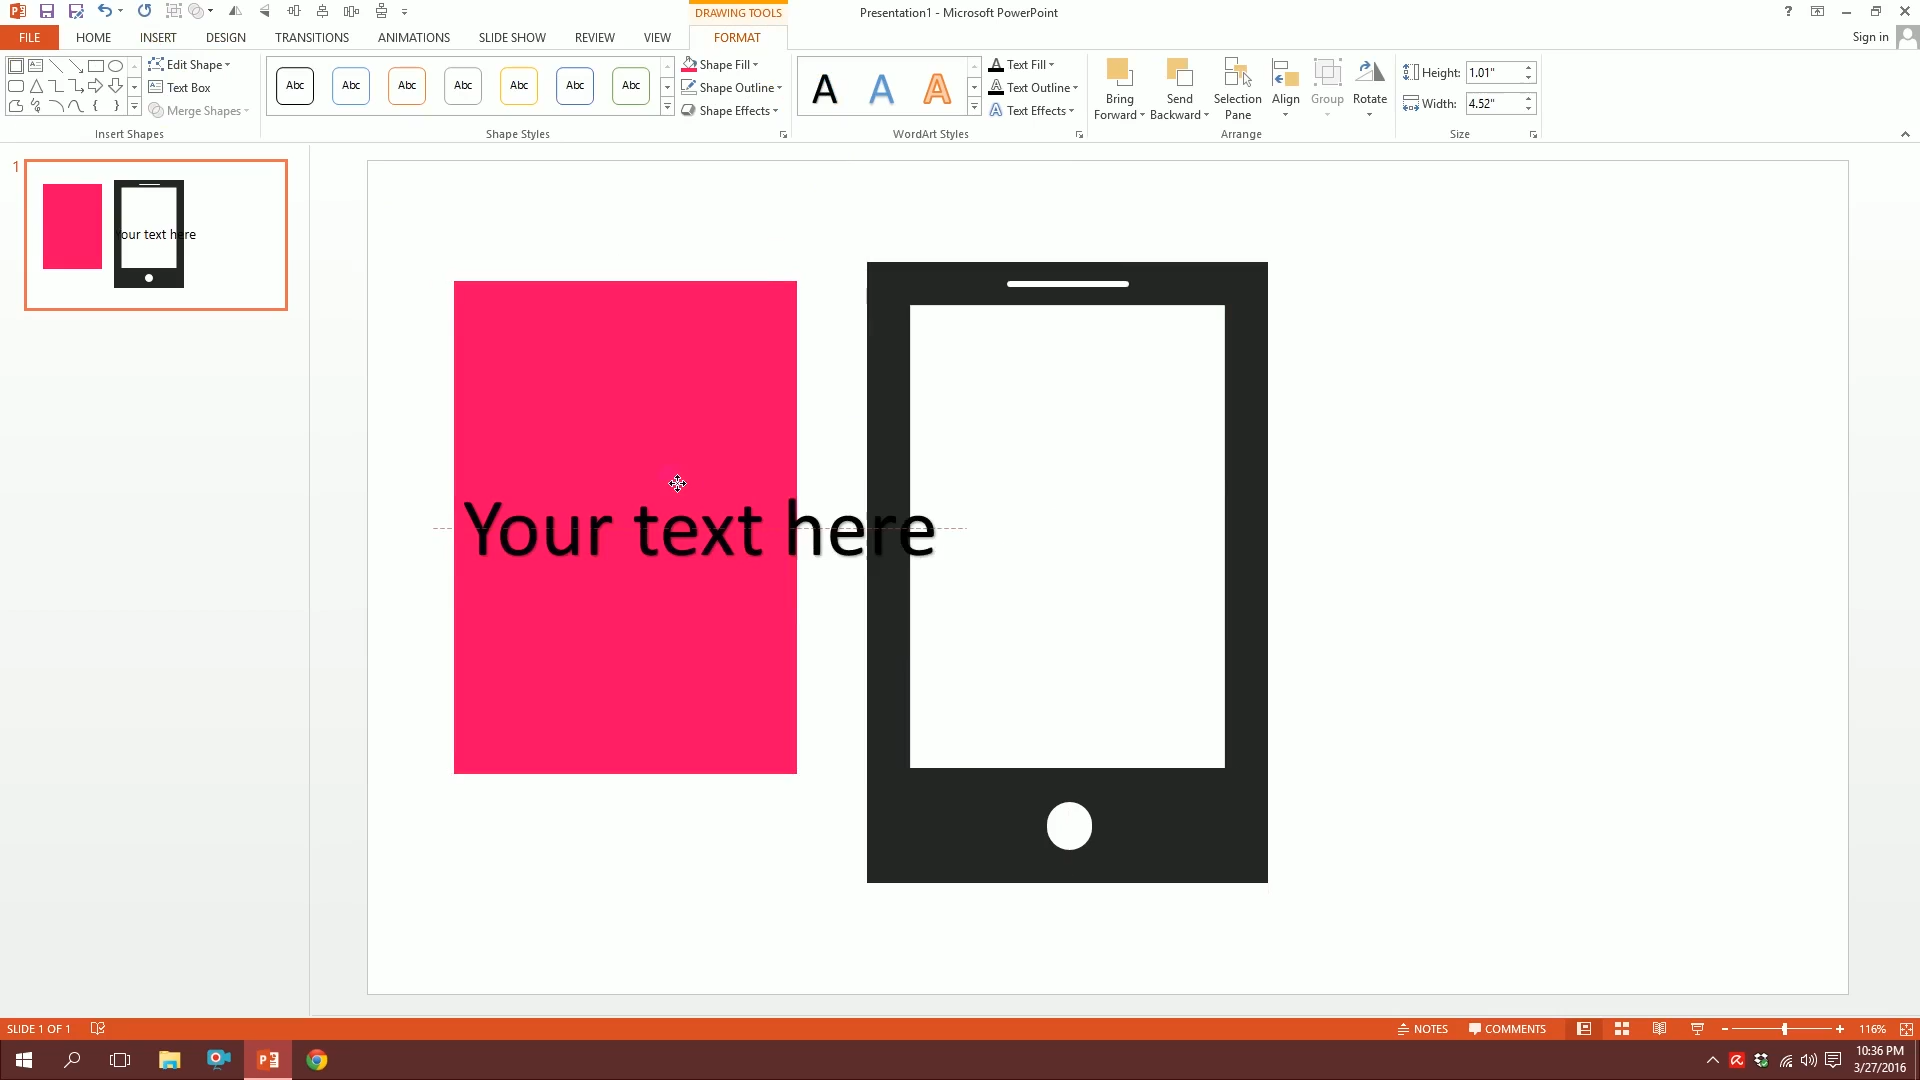 DRAWING TOOLS
Presentation1 - Microsoft PowerPoint
?
FILE HOME INSERT DESIGN TRANSITIONS ANIMATIONS SLIDE SHOW REVIEW VIEW FORMAT
Sign in
Edit Shape
Text Box
Merge Shapes
Insert Shapes
Abc Abc Abc Abc Abc Abc Abc
Shape Fill
Shape Outline
Shape Effects
Shape Styles
A A A
Text Fill
Text Outline
Text Effects
WordArt Styles
Bring
Forward
Send
Backward
Selection
Pane
Align
Group
Rotate
Arrange
Height: 1.01"
Width: 4.52"
Size
1
Your text here
Your text here
SLIDE 1 OF 1
NOTES
COMMENTS
116%
10:36 PM
3/27/2016